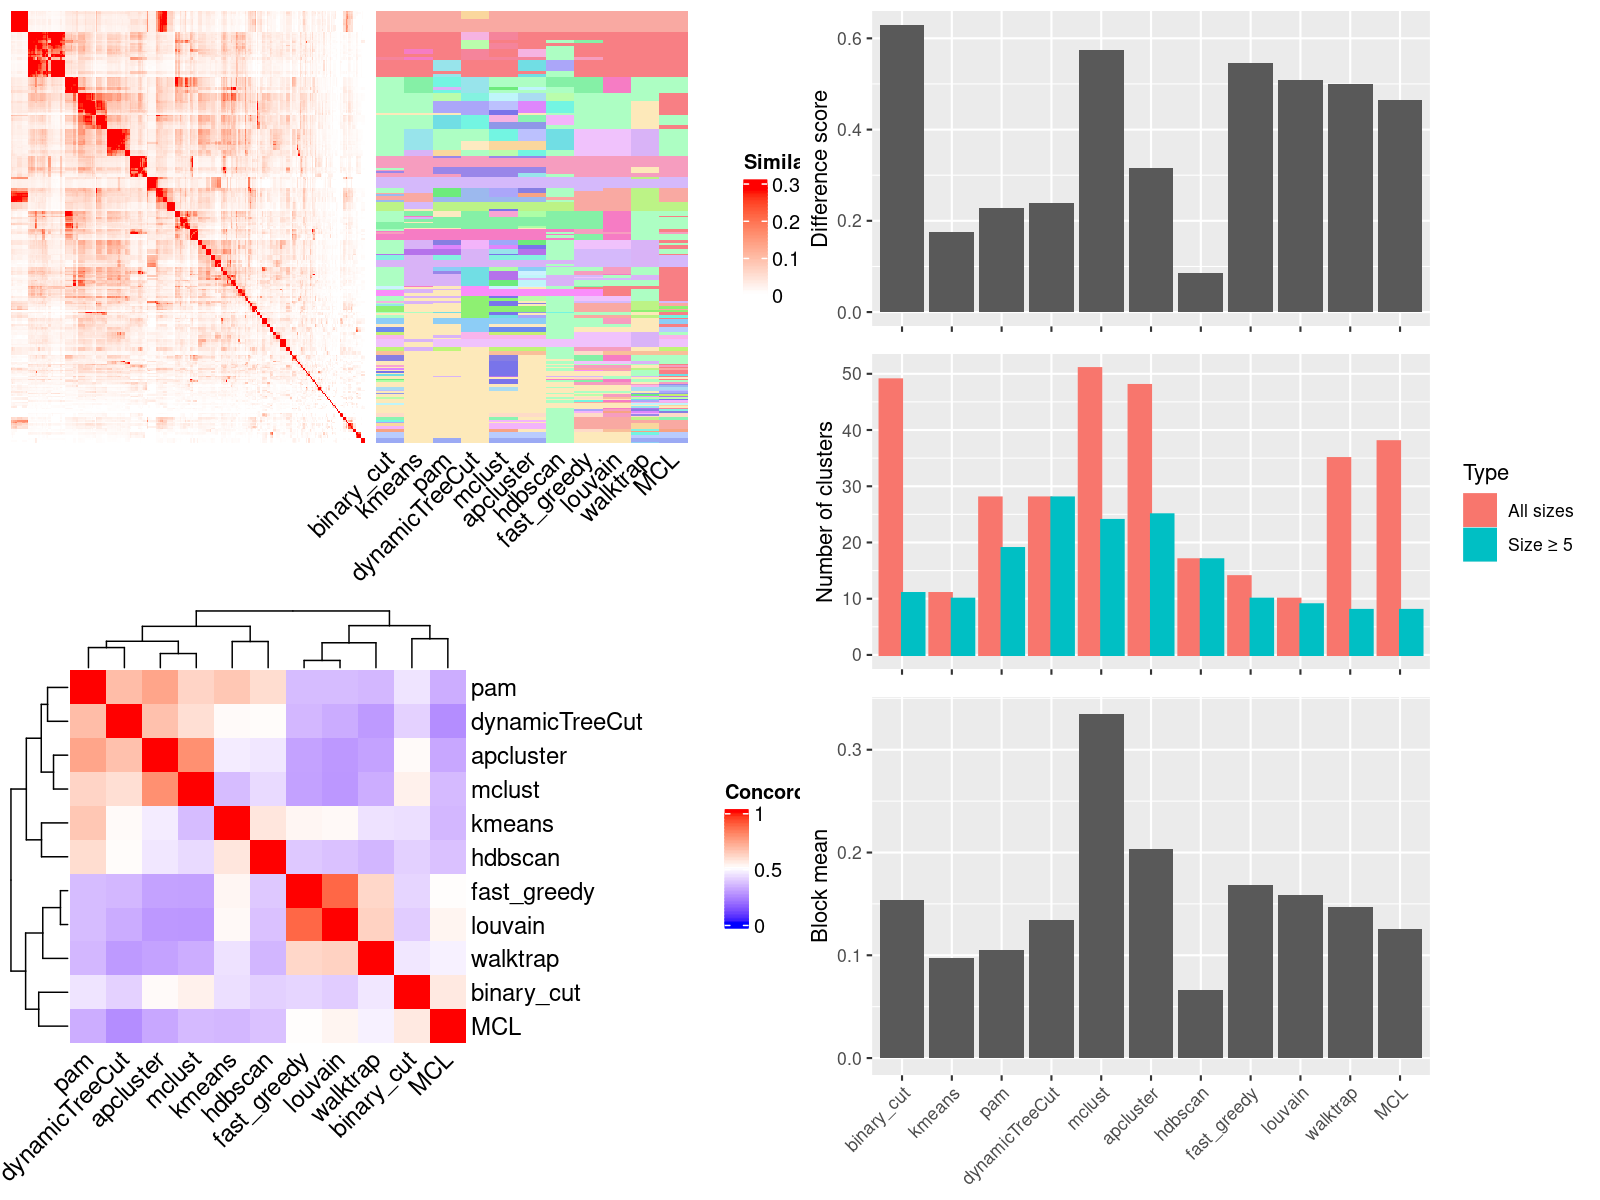 Simila
0.3
0.2
0.1
0
binary_cut
kmeans
pam
dynamicTreeCut
mclust
apcluster
hdbscan
fast_greedy
louvain
walktrap
MCL
pam
dynamicTreeCut
apcluster
mclust
kmeans
hdbscan
fast_greedy
louvain
walktrap
binary_cut
MCL
pam
dynamicTreeCut
apcluster
mclust
kmeans
hdbscan
fast_greedy
louvain
walktrap
binary_cut
MCL
Concord
1
0.5
0
Difference score
0.6
0.4
0.2
0.0
Number of clusters
50
40
30
20
10
0
Type
All sizes
Size ≥ 5
Block mean
0.3
0.2
0.1
0.0
binary_cut
kmeans
pam
dynamicTreeCut
mclust
apcluster
hdbscan
fast_greedy
louvain
walktrap
MCL